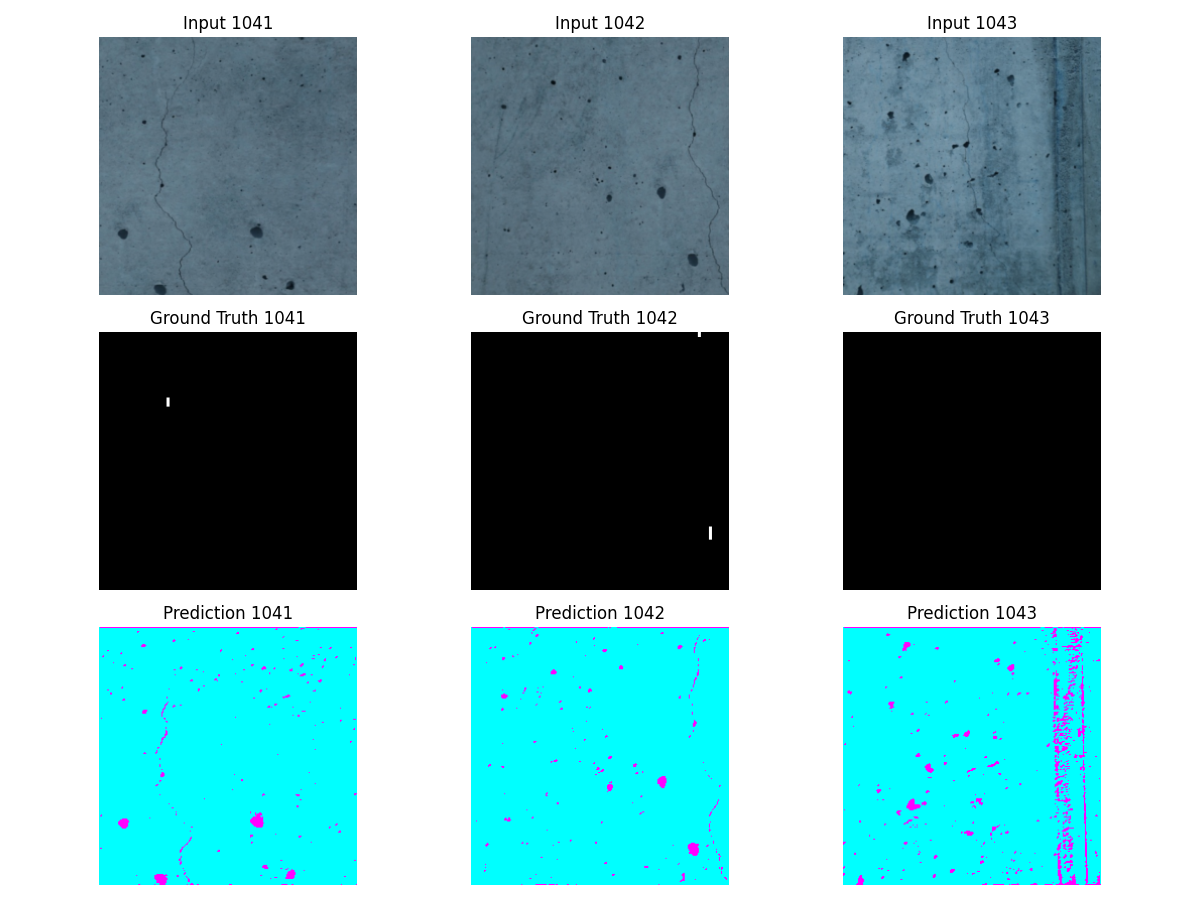 Input 1041
Input 1042
Input 1043
Ground Truth 1041
Ground Truth 1042
Ground Truth 1043
Prediction 1041
Prediction 1042
Prediction 1043